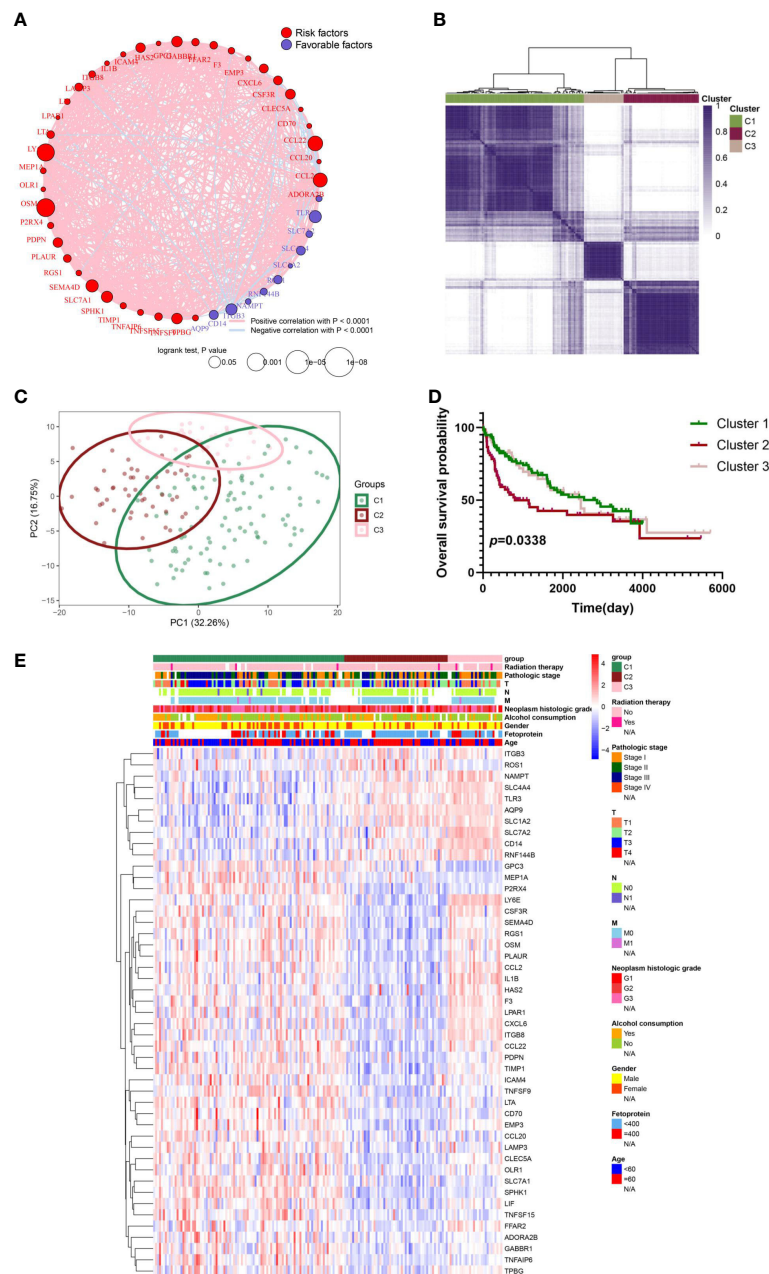 A
Risk factors
Favorable factors
HAS2
GPC3
GABBR1
FFAR2
F3
EMP3
CXCL6
CSF3R
CLEC5A
CD70
CCL22
CCL20
ADORA2B
ICAM4
IL1B
ITGB8
LAMP3
LPAR1
MEP1A
OLR1
OSM
P2RX4
PDPN
PLAUR
RGS1
SEMA4D
SLC7A1
SPHK1
TIMP1
TNFAIP6
TPBG
AQP9
CD14
ITGB3
NAMPT
RNF144B
Positive correlation with P < 0.0001
Negative correlation with P < 0.0001
logrank test, P value
0.05
0.001
1e−05
1e−08
B
Cluster
1
0.8
0.6
0.4
0.2
0
Cluster
C1
C2
C3
C
PC2 (16.75%)
10
5
0
−5
−10
−15
−20
−10
0
10
20
PC1 (32.26%)
Groups
C1
C2
C3
D
Overall survival probability
100
50
0
p=0.0338
0
2000
4000
6000
Time(day)
Cluster 1
Cluster 2
Cluster 3
E
group
Radiation therapy
Pathologic stage
T
N
M
Neoplasm histologic grade
Alcohol consumption
Gender
Fetoprotein
Age
ITGB3
ROS1
NAMPT
SLC4A4
TLR3
AQP9
SLC1A2
SLC7A2
CD14
RNF144B
GPC3
MEP1A
P2RX4
LY6E
CSF3R
SEMA4D
RGS1
OSM
PLAUR
CCL2
IL1B
HAS2
F3
LPAR1
CXCL6
ITGB8
CCL22
PDPN
TIMP1
ICAM4
TNFSF9
LTA
CD70
EMP3
CCL20
LAMP3
CLEC5A
OLR1
SLC7A1
SPHK1
LIF
TNFSF15
FFAR2
ADORA2B
GABBR1
TNFAIP6
TPBG
4
2
0
−2
−4
group
C1
C2
C3
Radiation therapy
No
Yes
N/A
Pathologic stage
Stage I
Stage II
Stage III
Stage IV
N/A
T
T1
T2
T3
T4
N/A
N
N0
N1
N/A
M
M0
M1
N/A
Neoplasm histologic grade
G1
G2
G3
N/A
Alcohol consumption
Yes
No
N/A
Gender
Male
Female
N/A
Fetoprotein
<400
=400
N/A
Age
<60
=60
N/A